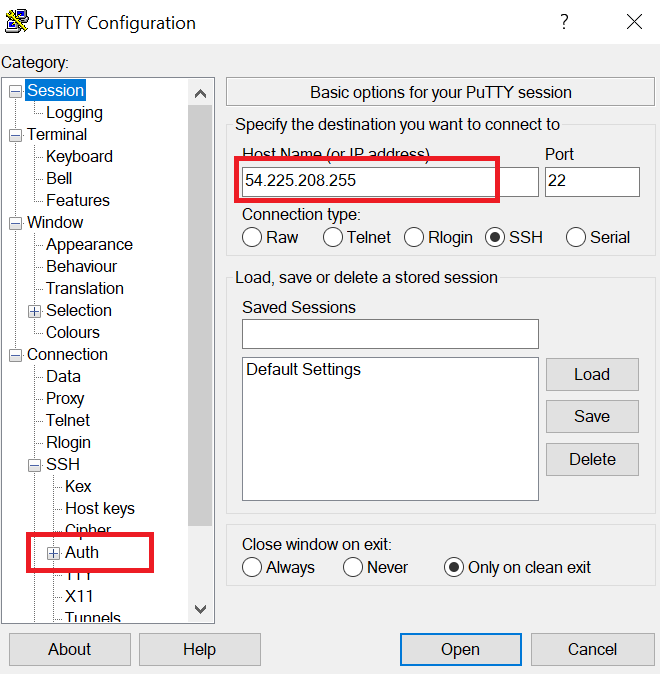 PuTTY Configuration
?
Category:
Session
Logging
Terminal
Keyboard
Bell
Features
Window
Appearance
Behaviour
Translation
Selection
Colours
Connection
Data
Proxy
Telnet
Rlogin
SSH
Kex
Host keys
Cipher
Auth
TTY
X11
Tunnels
Basic options for your PuTTY session
Specify the destination you want to connect to
Host Name (or IP address) Port
54.225.208.255 22
Connection type:
Raw Telnet Rlogin SSH Serial
Load, save or delete a stored session
Saved Sessions
Default Settings
Load
Save
Delete
Close window on exit:
Always Never Only on clean exit
About Help Open Cancel